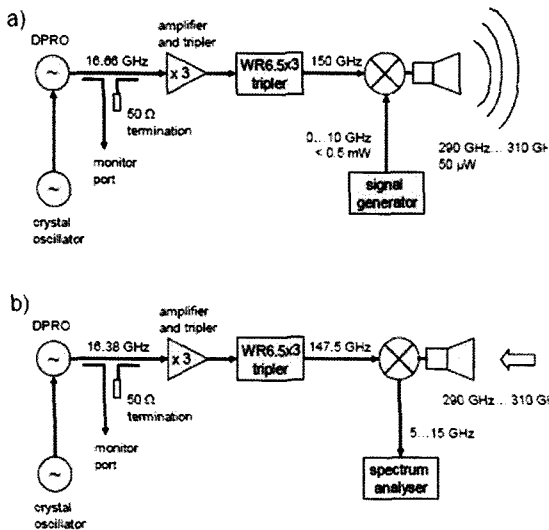 a)
amplifier
and tripler
DPRO
16.66 GHz
x 3
WR6.5x3
tripler
150 GHz
50 Ω
termination
monitor
port
0...10 GHz
< 0.5 mW
290 GHz... 310 GH
50 µW
signal
generator
crystal
oscillator
b)
amplifier
and tripler
DPRO
16.38 GHz
x 3
WR6.5x3
tripler
147.5 GHz
50 Ω
termination
monitor
port
290 GHz... 310 GH
5...15 GHz
spectrum
analyser
crystal
oscillator